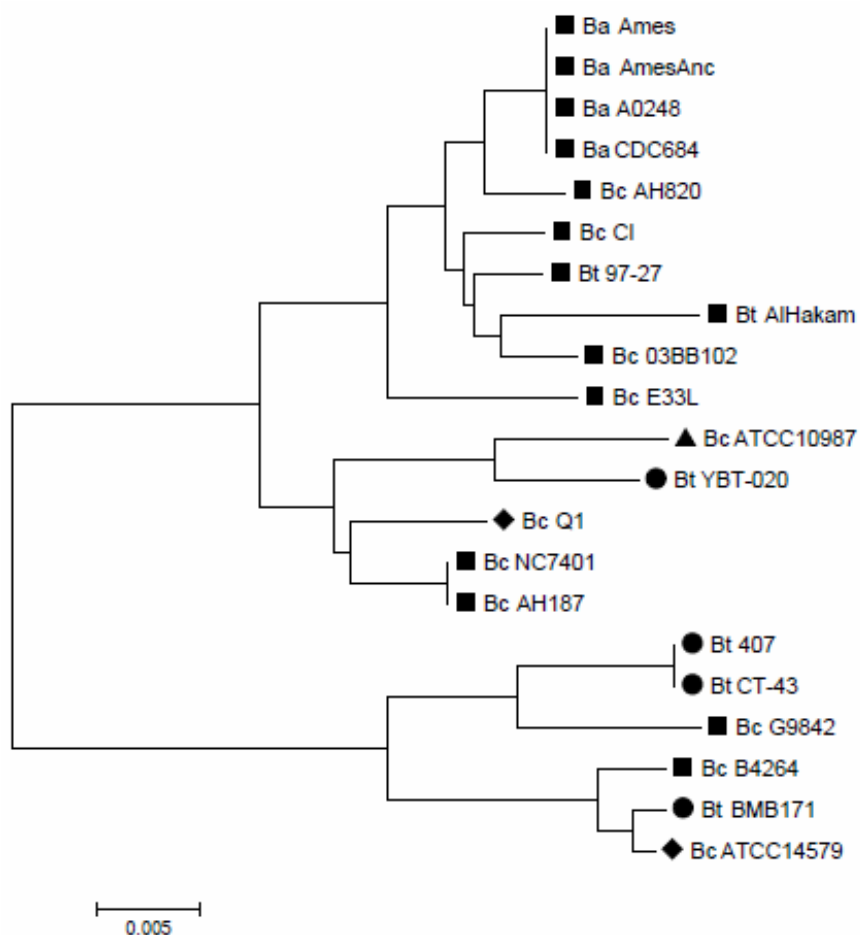 Ba Ames
Ba AmesAnc
Ba A0248
Ba CDC684
Bc AH820
Bc CI
Bt 97-27
Bt AlHakam
Bc 03BB102
Bc E33L
Bc ATCC10987
Bt YBT-020
Bc Q1
Bc NC7401
Bc AH187
Bt 407
Bt CT-43
Bc G9842
Bc B4264
Bt BMB171
Bc ATCC14579
0.005